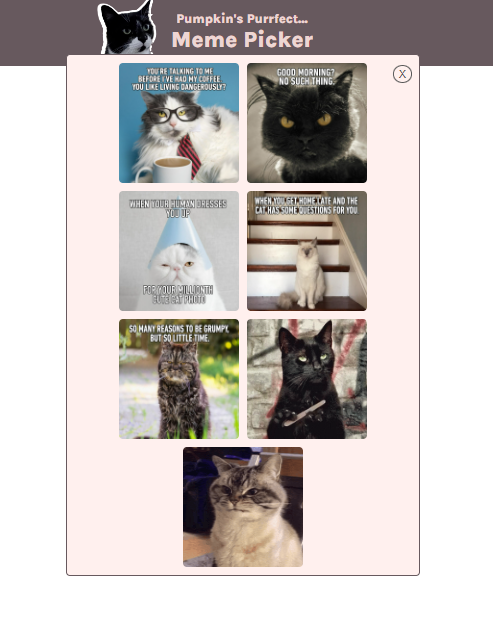 Pumpkin's Purrfect...
Meme Picker
X
YOU'RE TALKING TO ME
BEFORE I'VE HAD MY COFFEE.
YOU LIKE LIVING DANGEROUSLY?
GOOD MORNING?
NO SUCH THING.
WHEN YOUR HUMAN DRESSES
YOU UP
FOR YOUR MILLIONTH
CUTE CAT PHOTO
WHEN YOU GET HOME LATE AND THE
CAT HAS SOME QUESTIONS FOR YOU
SO MANY REASONS TO BE GRUMPY,
BUT SO LITTLE TIME.